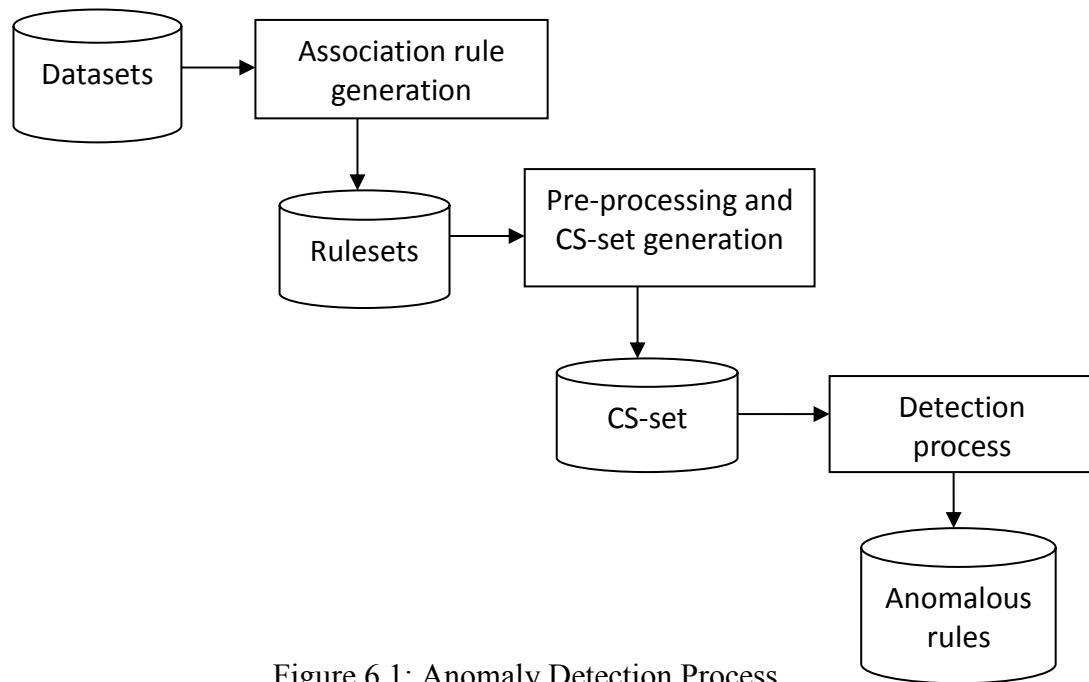 Datasets
Association rule
generation
Rulesets
Pre-processing and
CS-set generation
CS-set
Detection
process
Anomalous
rules
Figure 6.1: Anomaly Detection Process